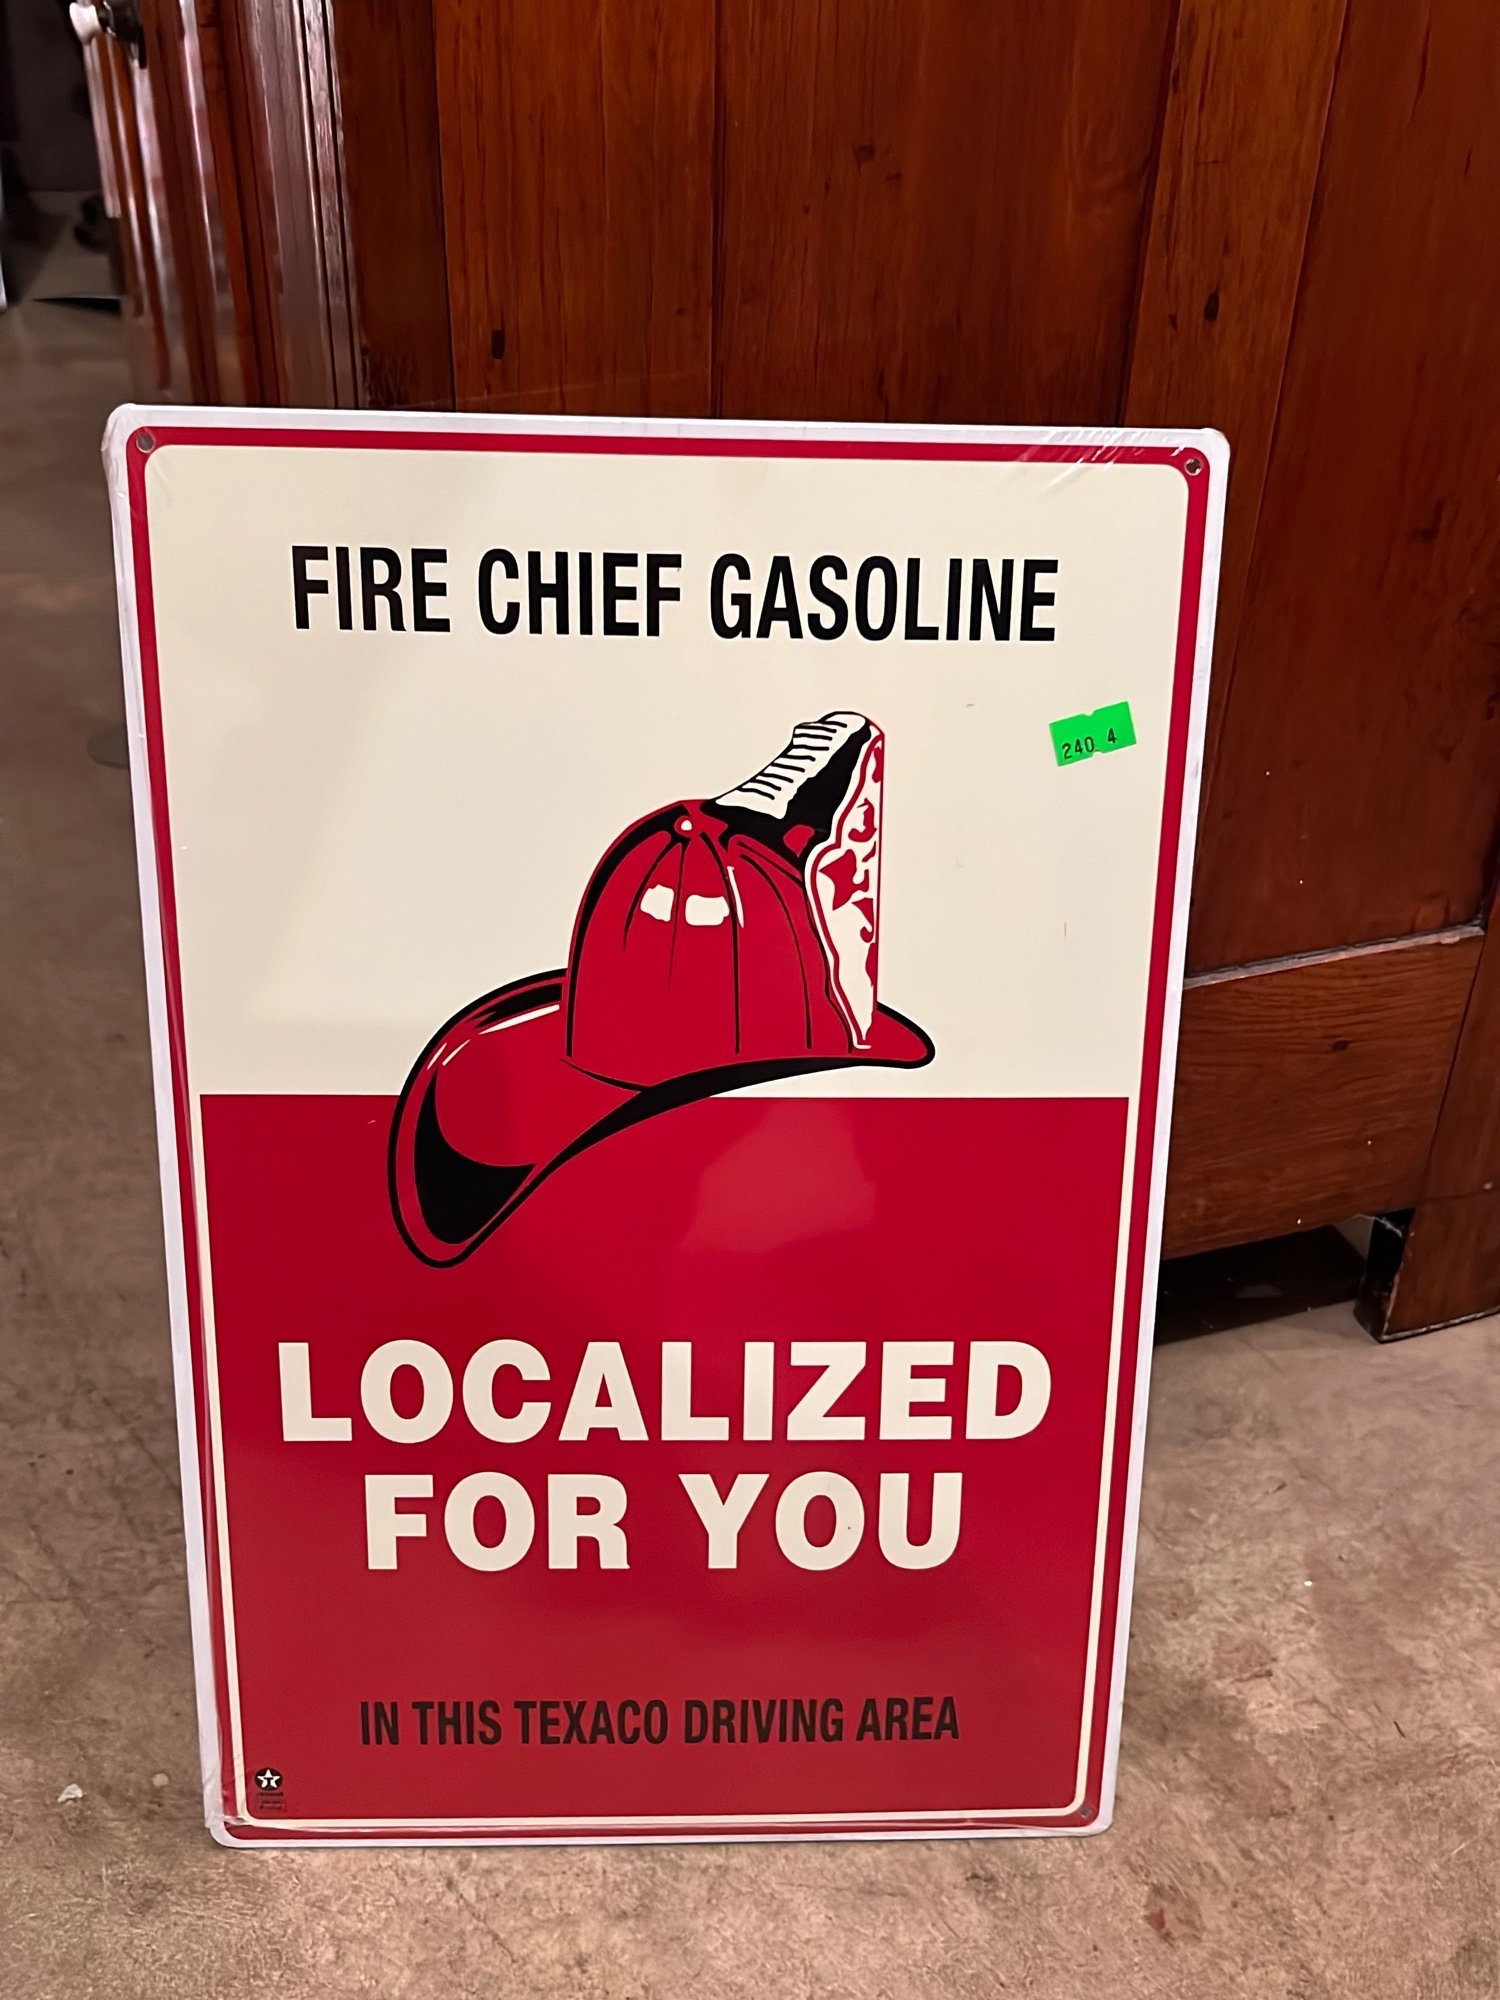 FIRE CHIEF GASOLINE
240 4
LOCALIZED
FOR YOU
IN THIS TEXACO DRIVING AREA